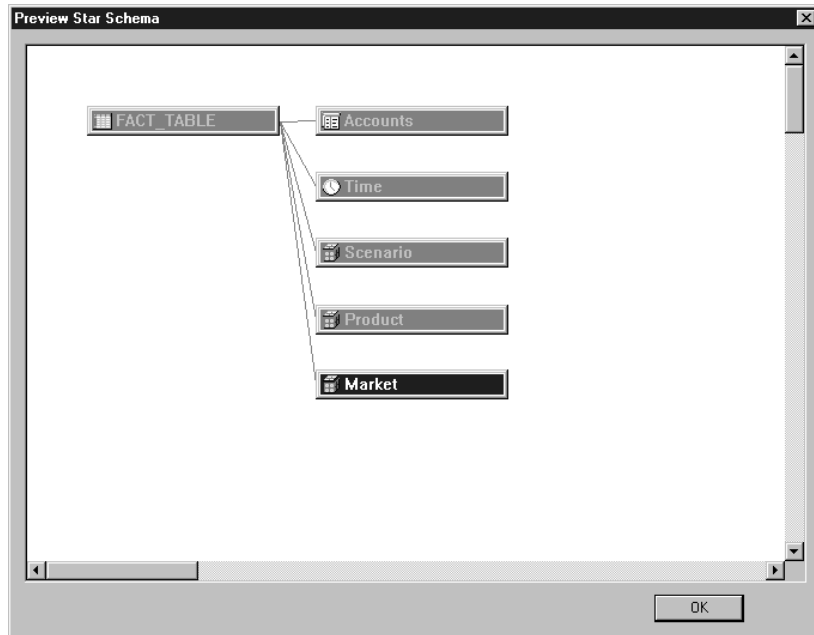 Preview Star Schema
FACT_TABLE
Accounts
Time
Scenario
Product
Market
OK